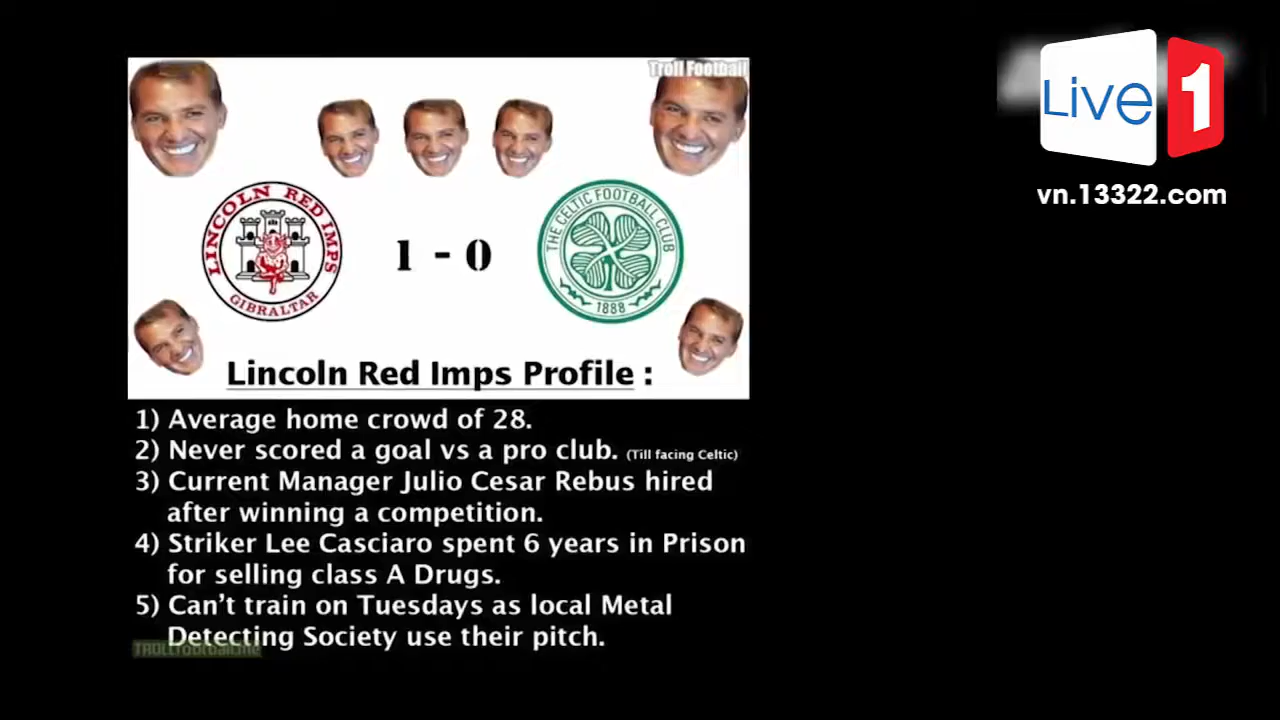 Troll Football
Live 1
vn.13322.com
LINCOLN RED IMPS
GIBRALTAR
1 - 0
THE CELTIC FOOTBALL CLUB
1888
Lincoln Red Imps Profile :
1) Average home crowd of 28.
2) Never scored a goal vs a pro club. (Till facing Celtic)
3) Current Manager Julio Cesar Rebus hired
after winning a competition.
4) Striker Lee Casciaro spent 6 years in Prison
for selling class A Drugs.
5) Can't train on Tuesdays as local Metal
Detecting Society use their pitch.
TROLLfootball.me